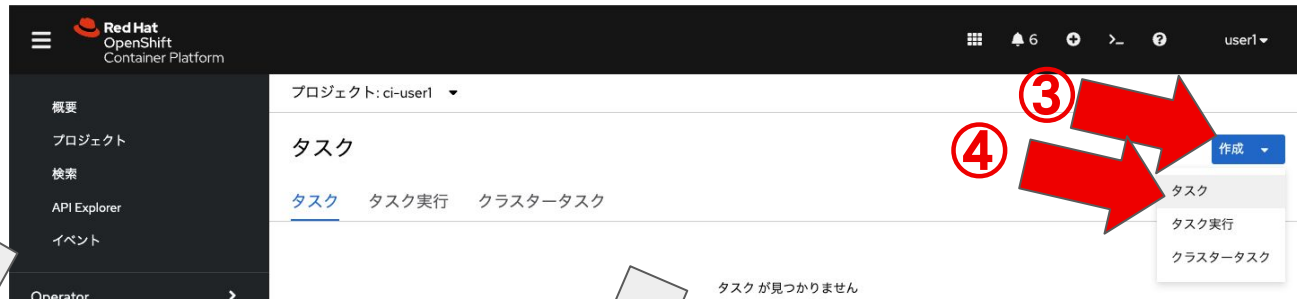 Red Hat
OpenShift
Container Platform
6
user1
概要
プロジェクト
検索
API Explorer
イベント
Operator
プロジェクト: ci-user1
タスク
タスク タスク実行 クラスタータスク
タスク が見つかりません
③
④
作成
タスク
タスク実行
クラスタータスク